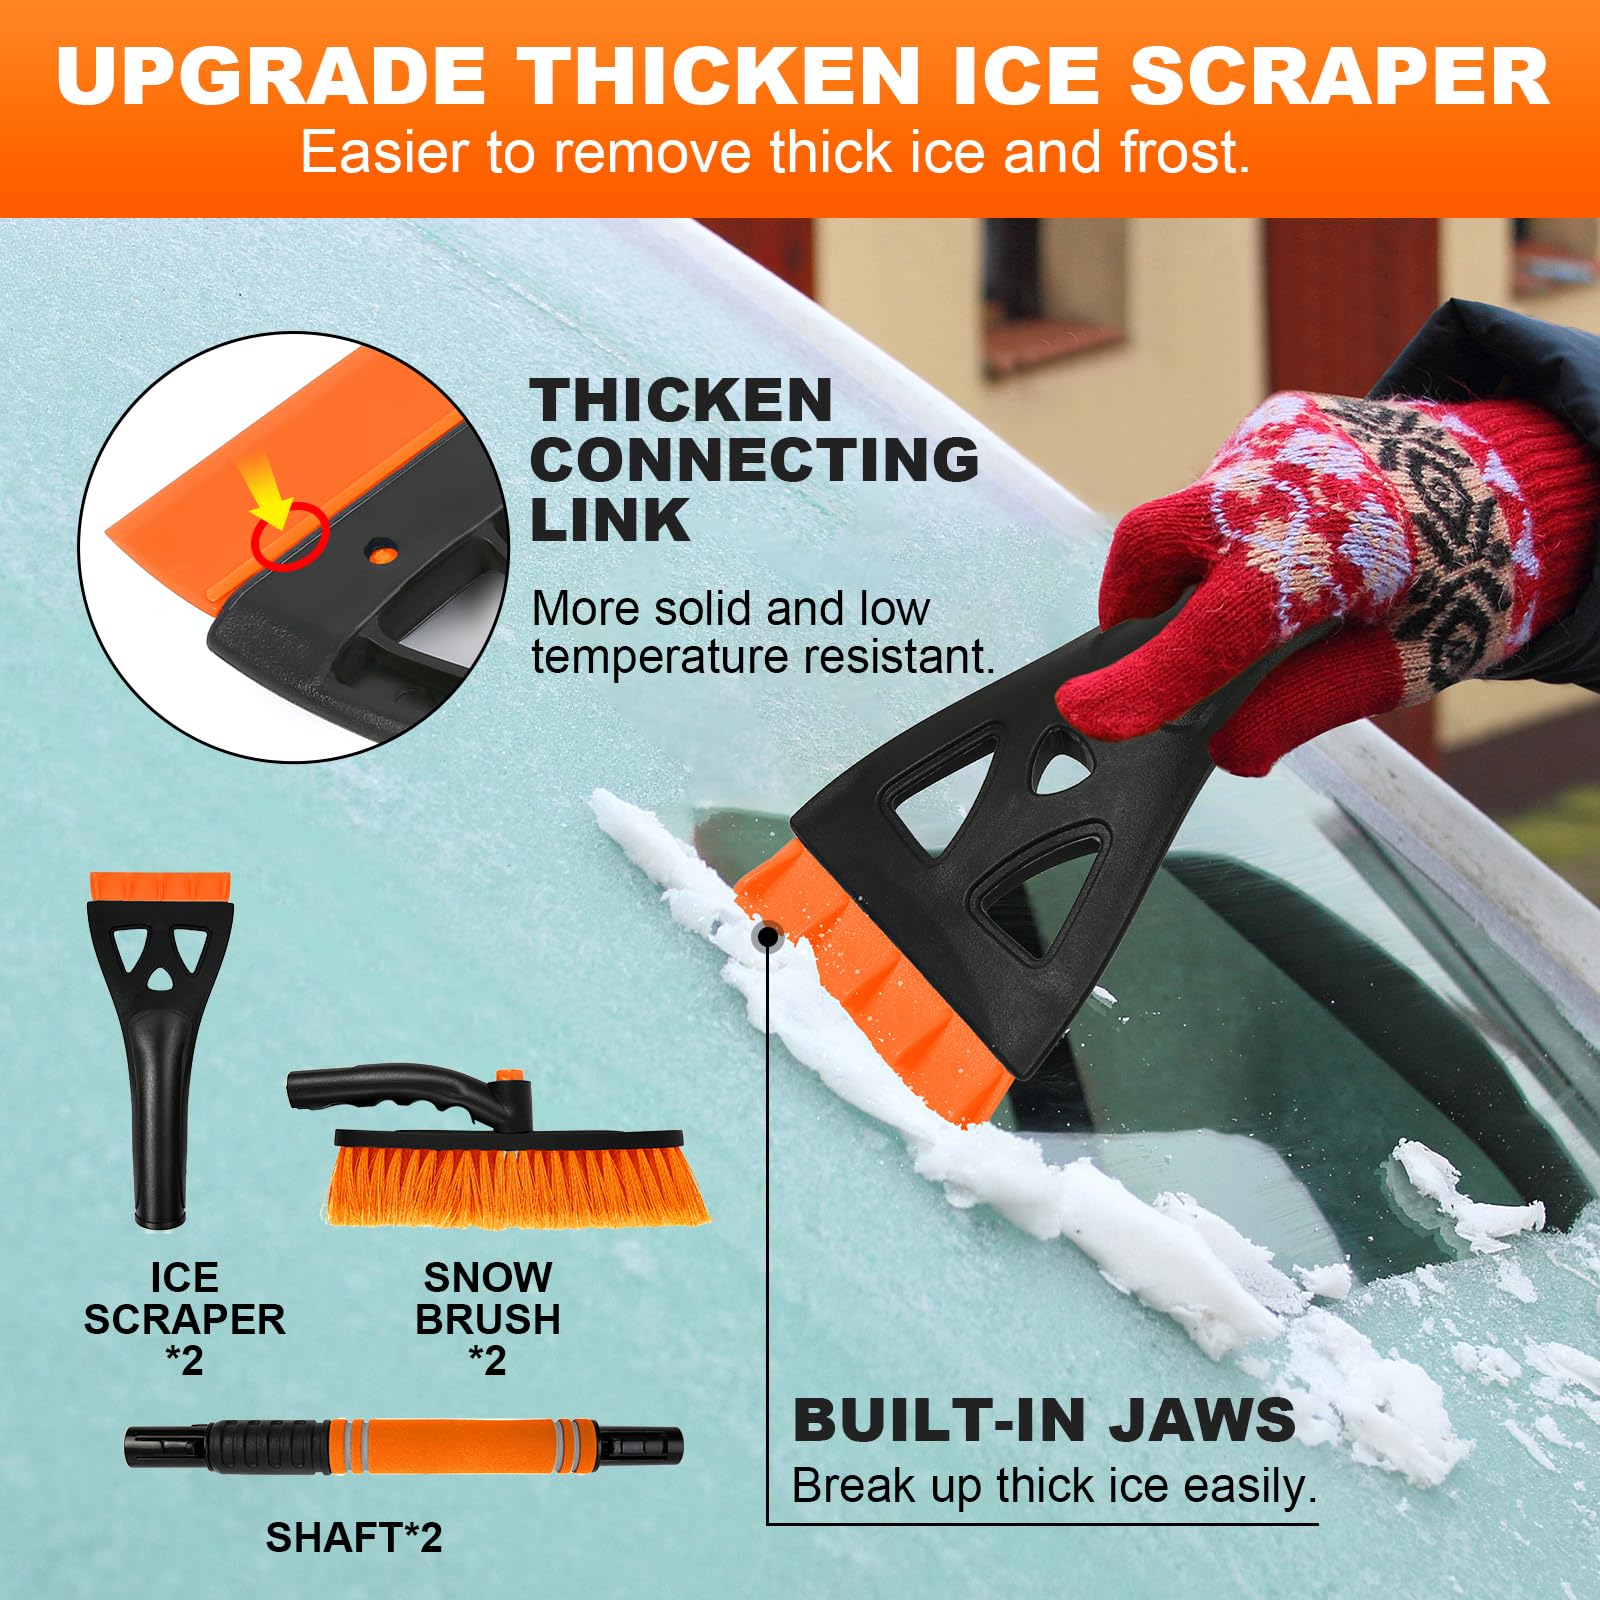 UPGRADE THICKEN ICE SCRAPER
Easier to remove thick ice and frost.
THICKEN
CONNECTING
LINK
More solid and low
temperature resistant.
ICE
SCRAPER
*2
SNOW
BRUSH
*2
SHAFT*2
BUILT-IN JAWS
Break up thick ice easily.